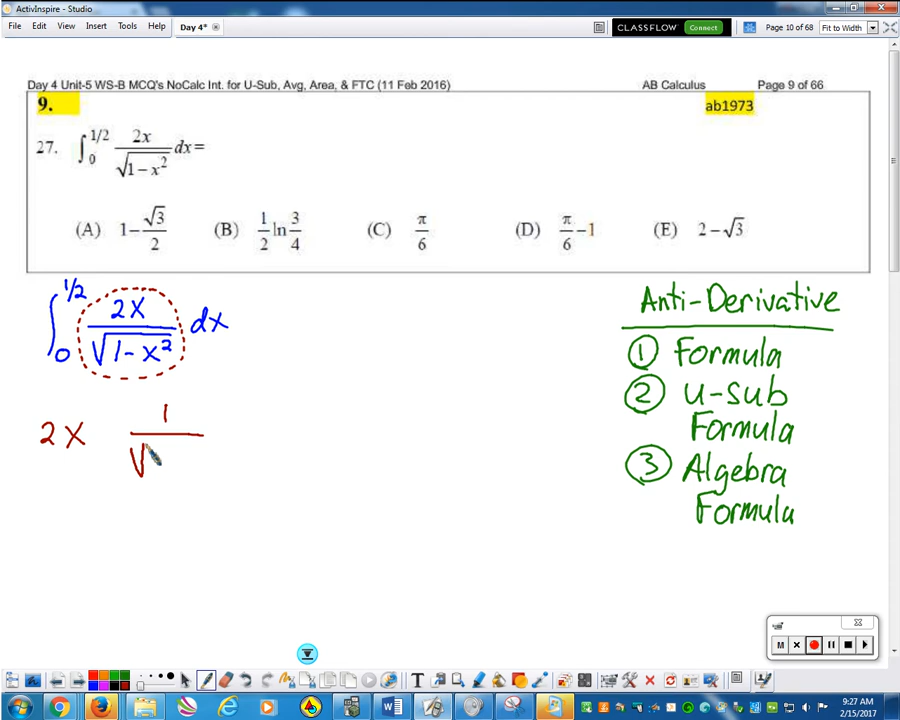 ActivInspire - Studio
File Edit View Insert Tools Help Day 4* CLASSFLOW Connect Page 10 of 68 Fit to Width
Day 4 Unit-5 WS-B MCQ's NoCalc Int. for U-Sub, Avg, Area, & FTC (11 Feb 2016) AB Calculus Page 9 of 66
9. ab1973
27. ∫₀^{1/2} 2x/√(1−x²) dx=
(A) 1−√3/2 (B) 1/2 ln 3/4 (C) π/6 (D) π/6 −1 (E) 2−√3
∫₀^{1/2} 2x/√(1−x²) dx
2x 1/√
Anti-Derivative
① Formula
② u-sub
Formula
③ Algebra
Formula
M
T
W
9:27 AM
2/15/2017